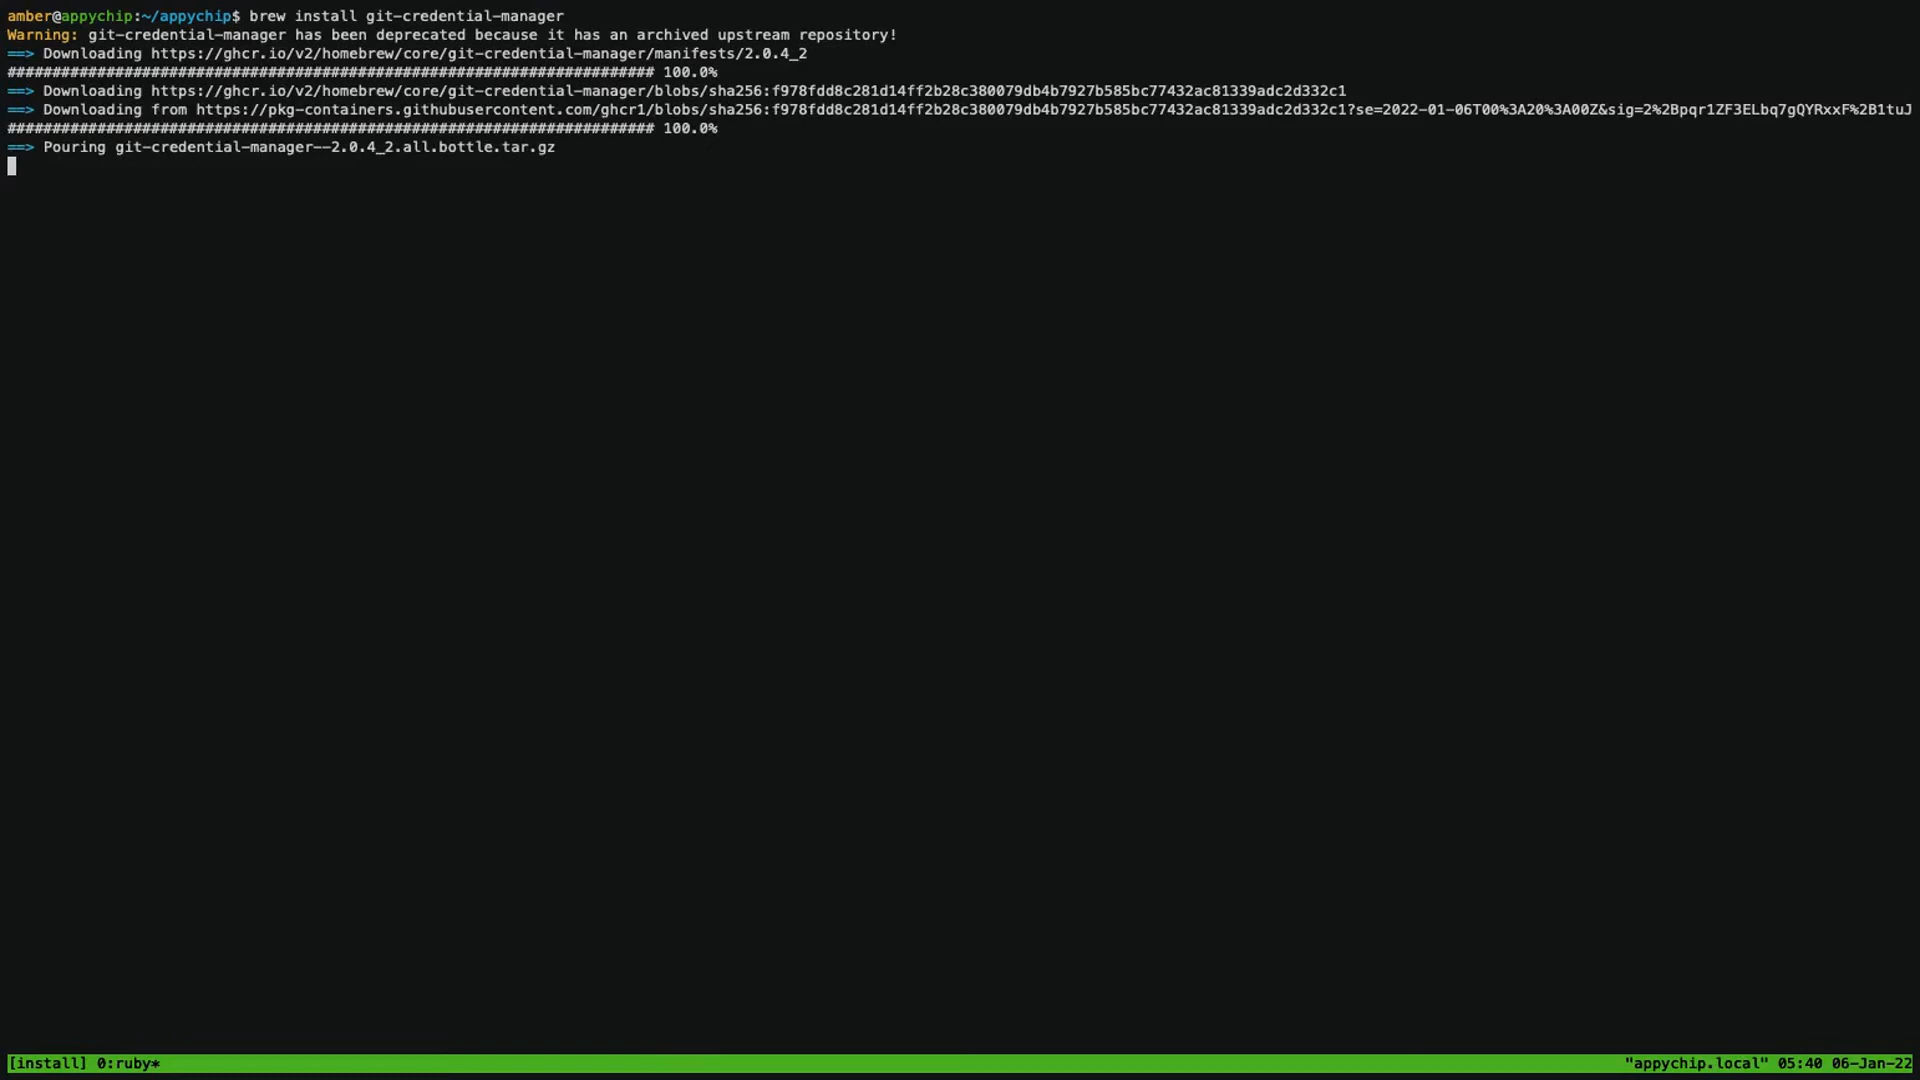 amber@appychip:~/appychip$ brew install git-credential-manager
Warning: git-credential-manager has been deprecated because it has an archived upstream repository!
==> Downloading https://ghcr.io/v2/homebrew/core/git-credential-manager/manifests/2.0.4_2
######################################################################## 100.0%
==> Downloading https://ghcr.io/v2/homebrew/core/git-credential-manager/blobs/sha256:f978fdd8c281d14ff2b28c380079db4b7927b585bc77432ac81339adc2d332c1
==> Downloading from https://pkg-containers.githubusercontent.com/ghcr1/blobs/sha256:f978fdd8c281d14ff2b28c380079db4b7927b585bc77432ac81339adc2d332c1?se=2022-01-06T00%3A20%3A00Z&sig=2%2Bpqr1ZF3ELbq7gQYRxxF%2B1tuJ
######################################################################## 100.0%
==> Pouring git-credential-manager--2.0.4_2.all.bottle.tar.gz
[install] 0:ruby* "appychip.local" 05:40 06-Jan-22